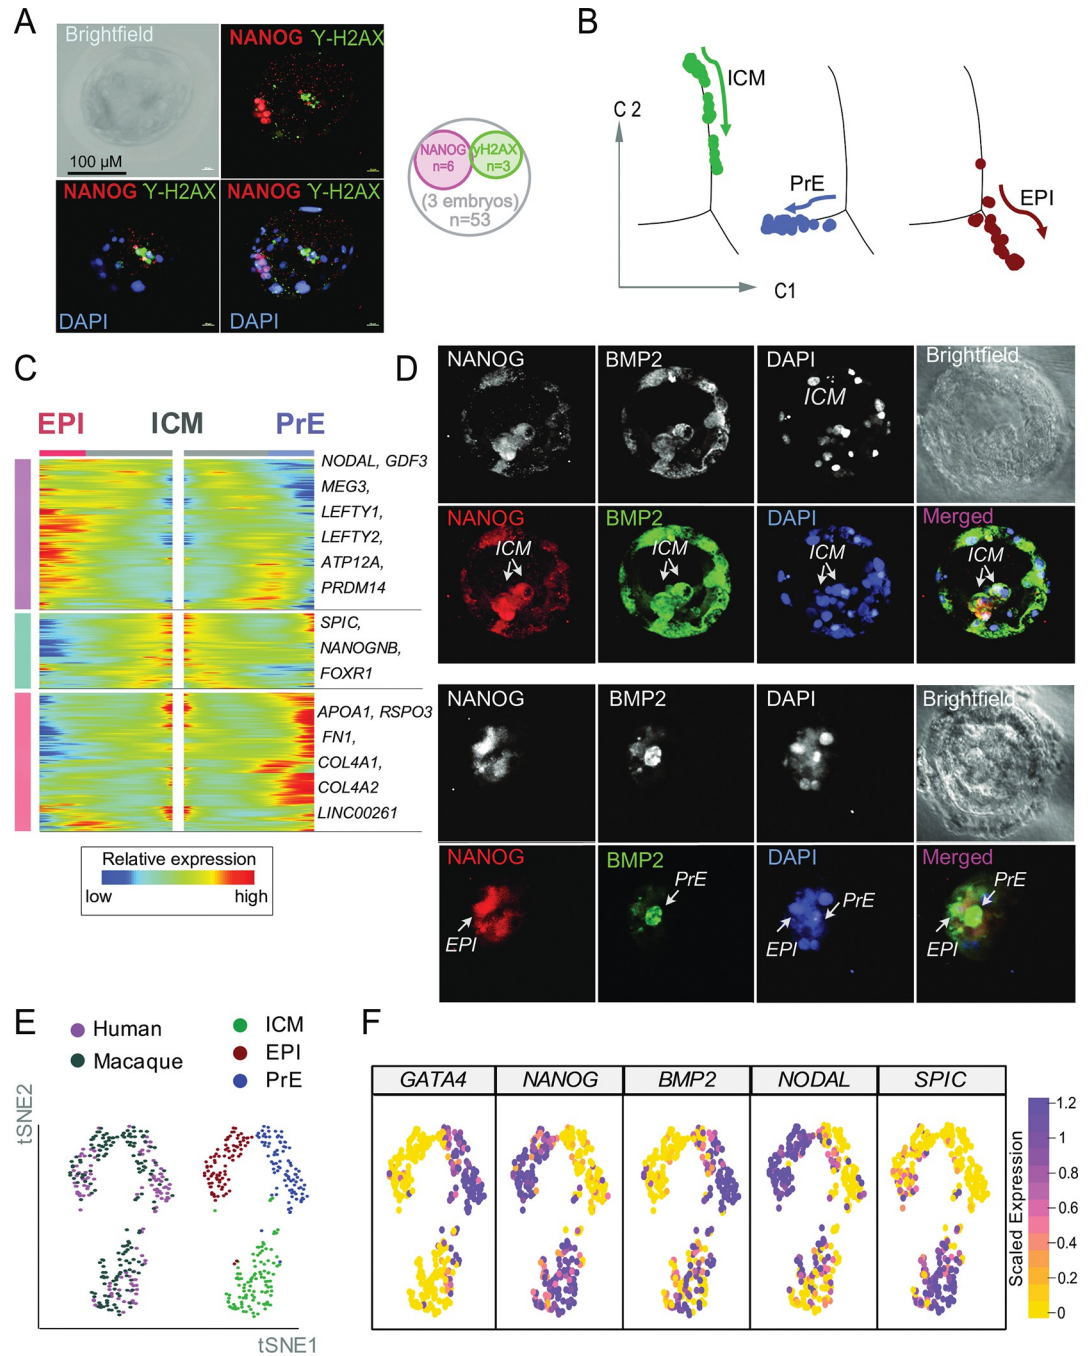 A
Brightfield
100 µM
NANOG Y-H2AX
NANOG Y-H2AX
DAPI
NANOG Y-H2AX
DAPI
NANOG
n=6
yH2AX
n=3
(3 embryos)
n=53
B
C 2
C1
ICM
PrE
EPI
C
EPI ICM PrE
NODAL, GDF3
MEG3,
LEFTY1,
LEFTY2,
ATP12A,
PRDM14
SPIC,
NANOGNB,
FOXR1
APOA1, RSPO3
FN1,
COL4A1,
COL4A2
LINC00261
Relative expression
low high
D
NANOG BMP2 DAPI Brightfield
ICM
NANOG BMP2 DAPI Merged
ICM ICM ICM ICM
NANOG BMP2 DAPI Brightfield
NANOG BMP2 DAPI Merged
EPI
PrE
PrE
EPI
PrE
EPI
E
Human
Macaque
ICM
EPI
PrE
tSNE2
tSNE1
F
GATA4 NANOG BMP2 NODAL SPIC
1.2
1
0.8
0.6
0.4
0.2
0
Scaled Expression